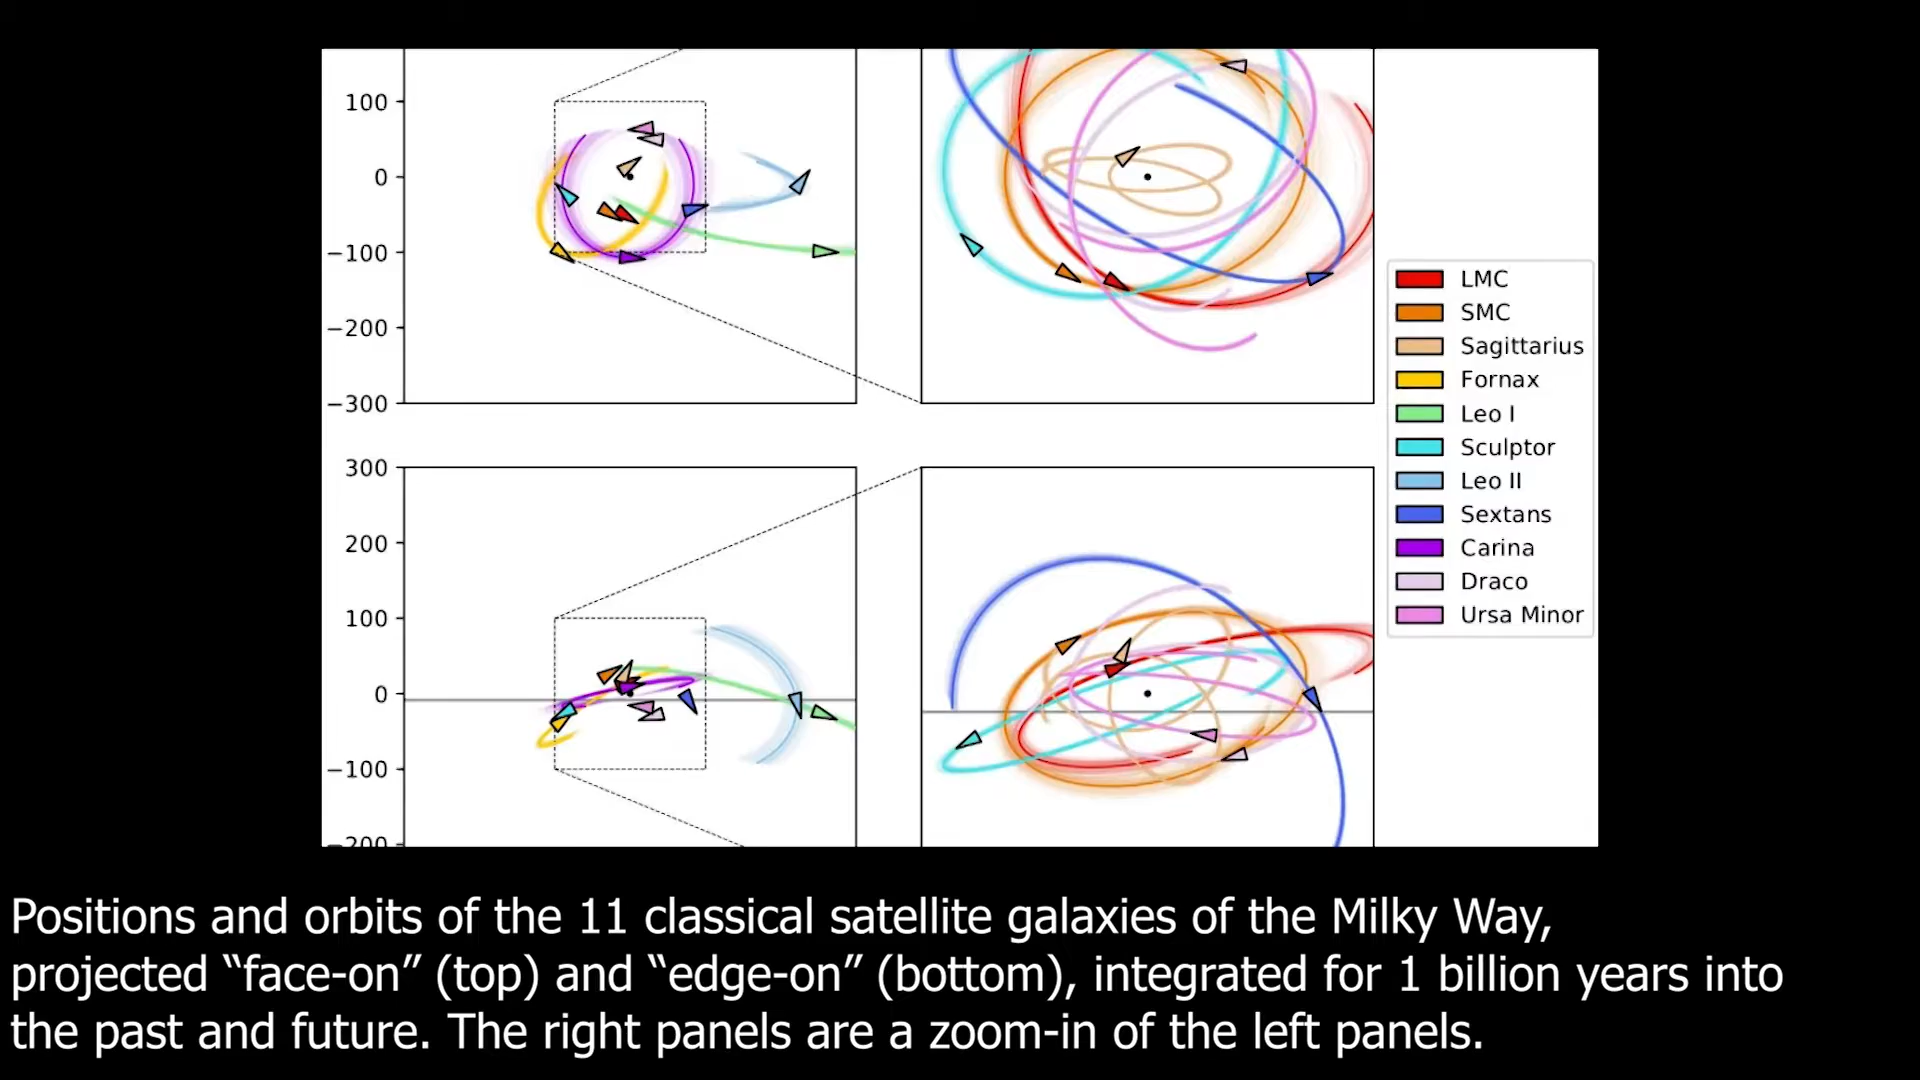 100
0
−100
−200
−300
300
200
100
0
−100
−200
LMC
SMC
Sagittarius
Fornax
Leo I
Sculptor
Leo II
Sextans
Carina
Draco
Ursa Minor
Positions and orbits of the 11 classical satellite galaxies of the Milky Way,
projected “face-on” (top) and “edge-on” (bottom), integrated for 1 billion years into
the past and future. The right panels are a zoom-in of the left panels.